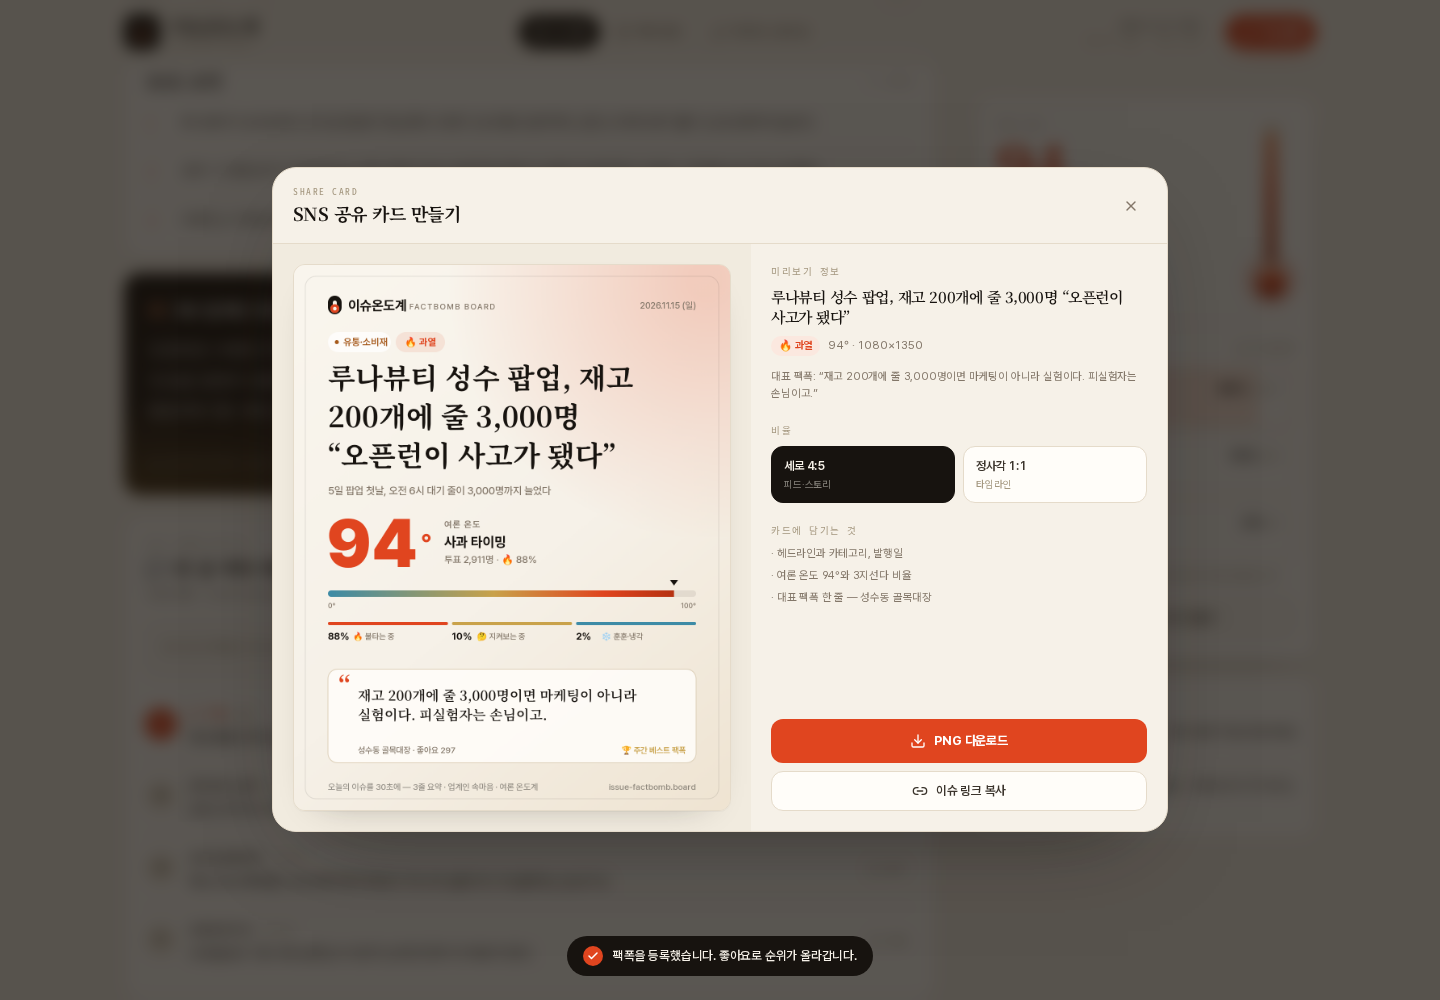 SHARE CARD
SNS 공유 카드 만들기
이슈온도계 FACTBOMB BOARD
2026.11.15 (일)
유통·소비재
🔥 과열
루나뷰티 성수 팝업, 재고
200개에 줄 3,000명
“오픈런이 사고가 됐다”
5일 팝업 첫날, 오전 6시 대기 줄이 3,000명까지 늘었다
94°
여론 온도
사과 타이밍
투표 2,911명 · 🔥 88%
0°
100°
88% 🔥 불타는 중
10% 🤔 지켜보는 중
2% ❄️ 훈훈·냉각
“
재고 200개에 줄 3,000명이면 마케팅이 아니라
실험이다. 피실험자는 손님이고.
성수동 골목대장 · 좋아요 297
🏆 주간 베스트 팩폭
오늘의 이슈를 30초에 — 3줄 요약 · 업계인 속마음 · 여론 온도계
issue-factbomb.board
미리보기 정보
루나뷰티 성수 팝업, 재고 200개에 줄 3,000명 “오픈런이
사고가 됐다”
🔥 과열
94° · 1080×1350
대표 팩폭: “재고 200개에 줄 3,000명이면 마케팅이 아니라 실험이다. 피실험자는
손님이고.”
비율
세로 4:5
피드·스토리
정사각 1:1
타임라인
카드에 담기는 것
· 헤드라인과 카테고리, 발행일
· 여론 온도 94°와 3지선다 비율
· 대표 팩폭 한 줄 — 성수동 골목대장
PNG 다운로드
이슈 링크 복사
팩폭을 등록했습니다. 좋아요로 순위가 올라갑니다.